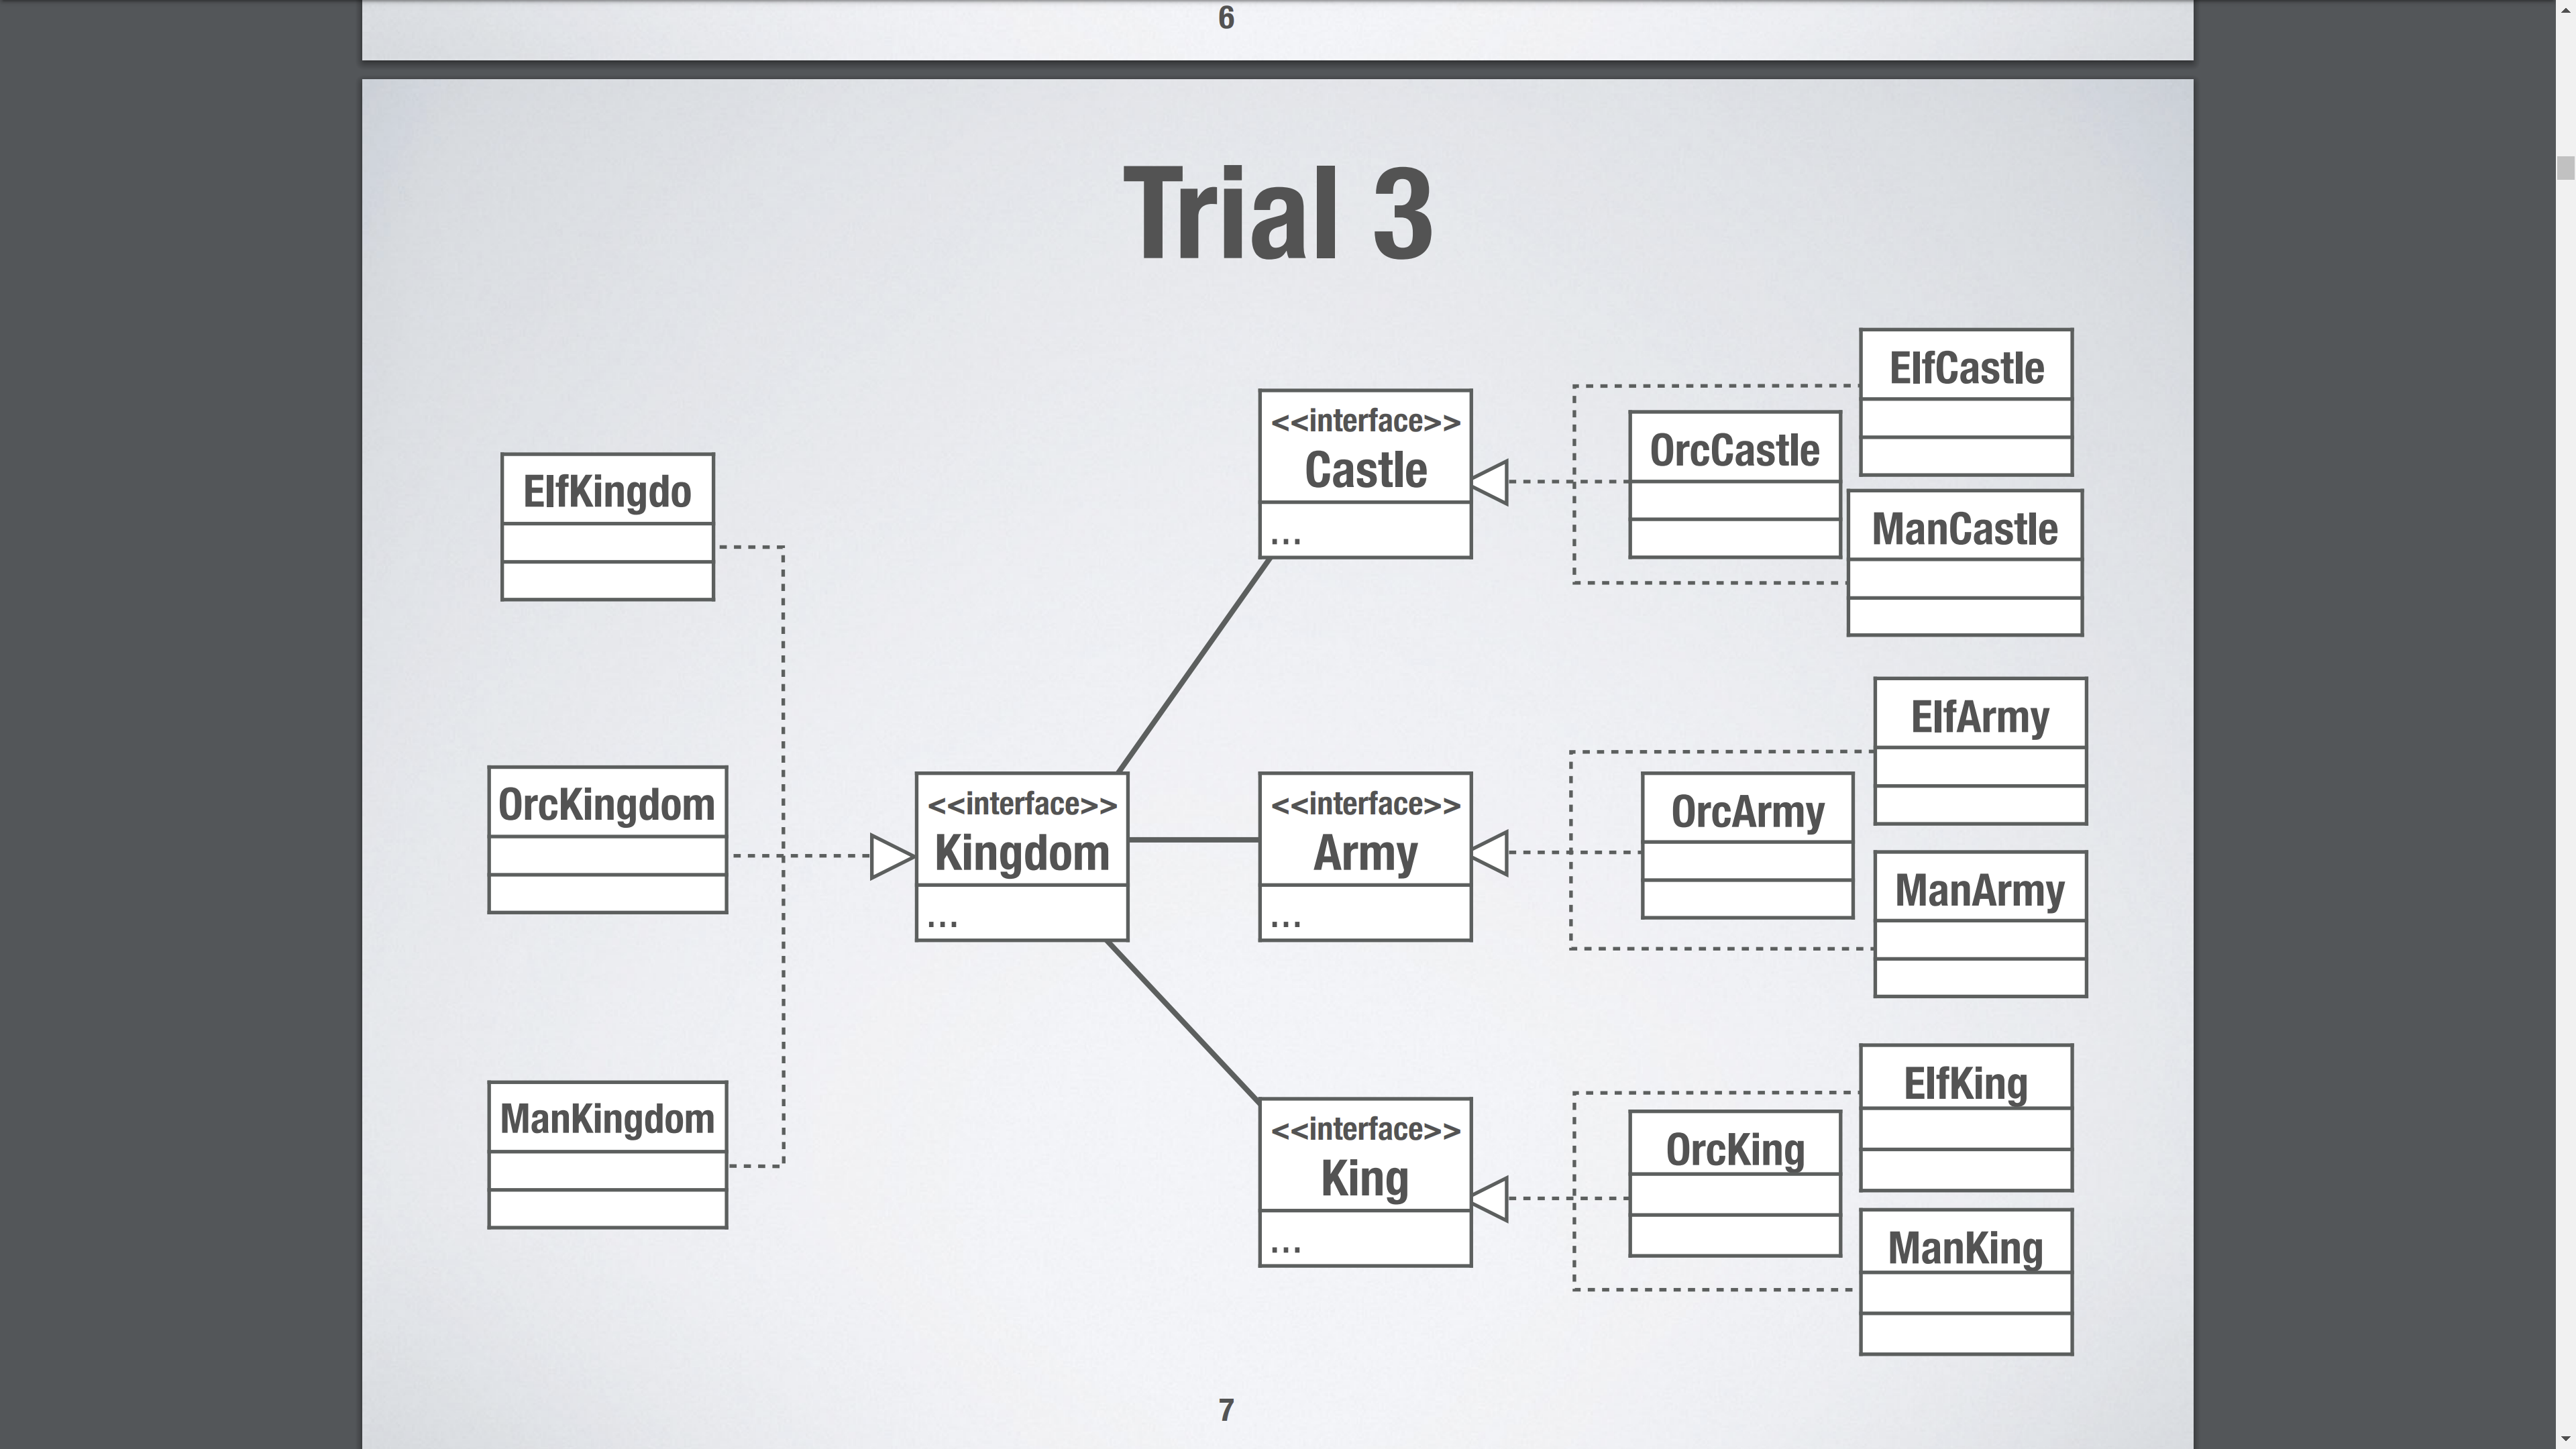 6
Trial 3
ElfCastle
<<interface>>
Castle
...
OrcCastle
ManCastle
ElfKingdo
ElfArmy
OrcKingdom
<<interface>>
Kingdom
...
<<interface>>
Army
...
OrcArmy
ManArmy
ElfKing
ManKingdom
<<interface>>
King
...
OrcKing
ManKing
7